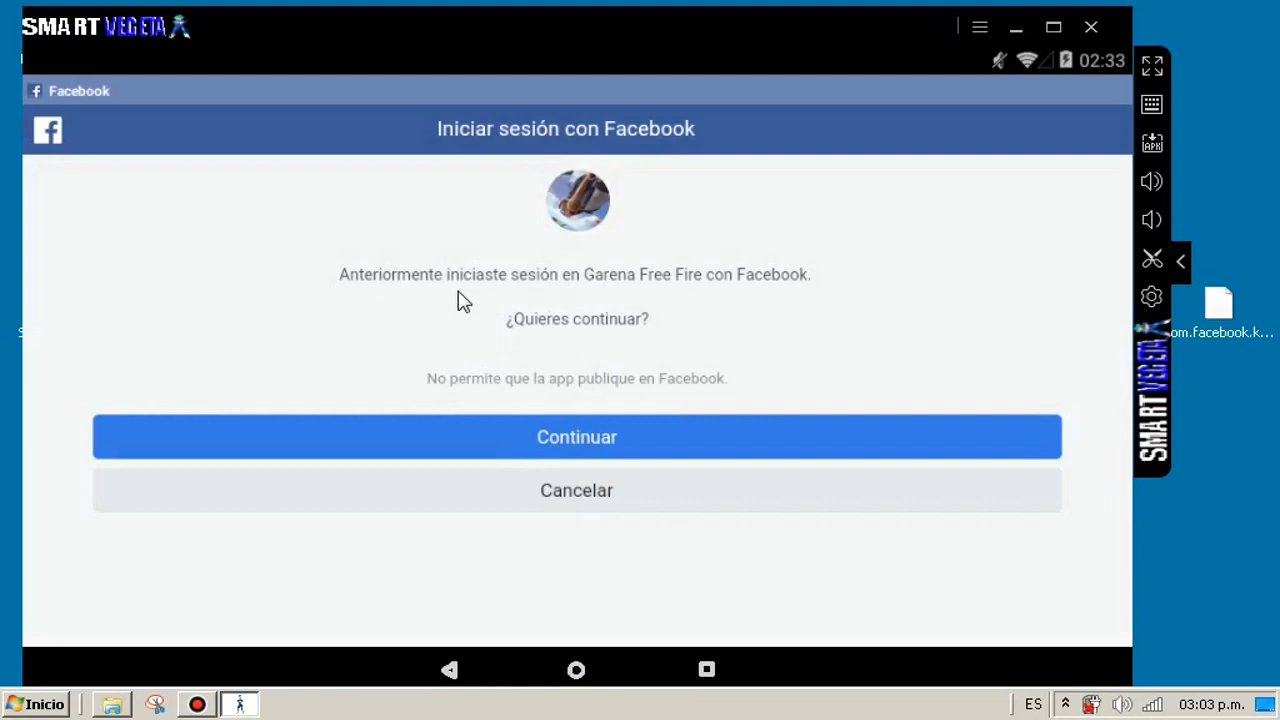 SMART VEGETA
02:33
Facebook
Iniciar sesión con Facebook
APK
Anteriormente iniciaste sesión en Garena Free Fire con Facebook.
¿Quieres continuar?
om.facebook.k...
No permite que la app publique en Facebook.
SMART VEGETA
Continuar
Cancelar
Inicio
ES
03:03 p.m.